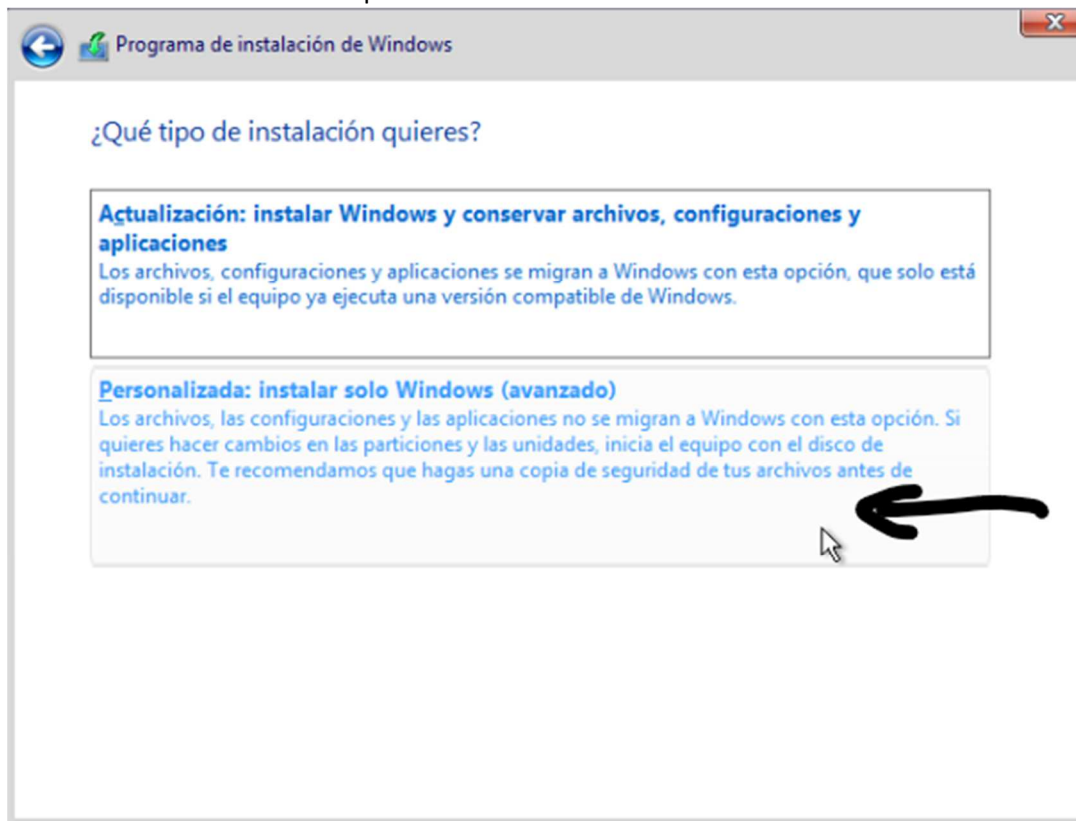 Programa de instalación de Windows
¿Qué tipo de instalación quieres?
Actualización: instalar Windows y conservar archivos, configuraciones y
aplicaciones
Los archivos, configuraciones y aplicaciones se migran a Windows con esta opción, que solo está
disponible si el equipo ya ejecuta una versión compatible de Windows.
Personalizada: instalar solo Windows (avanzado)
Los archivos, las configuraciones y las aplicaciones no se migran a Windows con esta opción. Si
quieres hacer cambios en las particiones y las unidades, inicia el equipo con el disco de
instalación. Te recomendamos que hagas una copia de seguridad de tus archivos antes de
continuar.